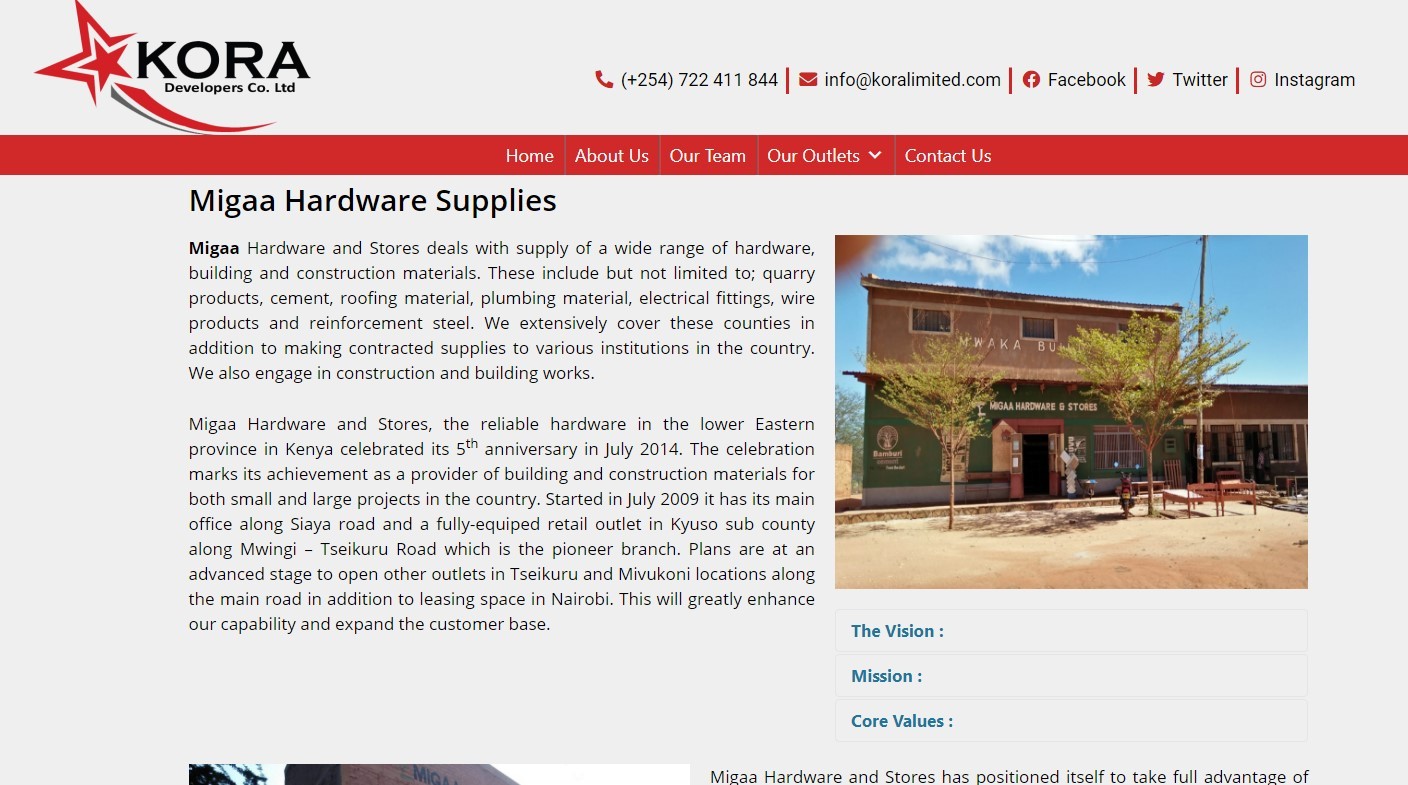 KORA
Developers Co. Ltd
(+254) 722 411 844
info@koralimited.com
Facebook
Twitter
Instagram
Home
About Us
Our Team
Our Outlets
Contact Us
Migaa Hardware Supplies
Migaa Hardware and Stores deals with supply of a wide range of hardware,
building and construction materials. These include but not limited to; quarry
products, cement, roofing material, plumbing material, electrical fittings, wire
products and reinforcement steel. We extensively cover these counties in
addition to making contracted supplies to various institutions in the country.
We also engage in construction and building works.
Migaa Hardware and Stores, the reliable hardware in the lower Eastern
province in Kenya celebrated its 5th anniversary in July 2014. The celebration
marks its achievement as a provider of building and construction materials for
both small and large projects in the country. Started in July 2009 it has its main
office along Siaya road and a fully-equiped retail outlet in Kyuso sub county
along Mwingi – Tseikuru Road which is the pioneer branch. Plans are at an
advanced stage to open other outlets in Tseikuru and Mivukoni locations along
the main road in addition to leasing space in Nairobi. This will greatly enhance
our capability and expand the customer base.
MWAKA BUI
MIGAA HARDWARE & STORES
Bamburi
The Vision :
Mission :
Core Values :
MIGAA
Migaa Hardware and Stores has positioned itself to take full advantage of